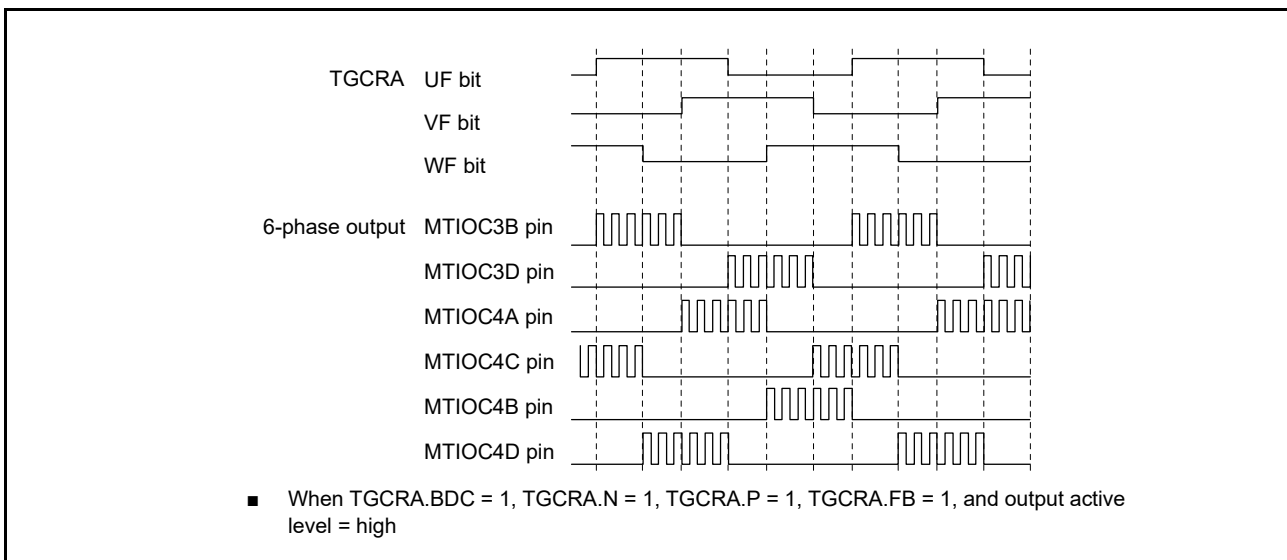 TGCRA UF bit
VF bit
WF bit
6-phase output MTIOC3B pin
MTIOC3D pin
MTIOC4A pin
MTIOC4C pin
MTIOC4B pin
MTIOC4D pin
■ When TGCRA.BDC = 1, TGCRA.N = 1, TGCRA.P = 1, TGCRA.FB = 1, and output active
level = high